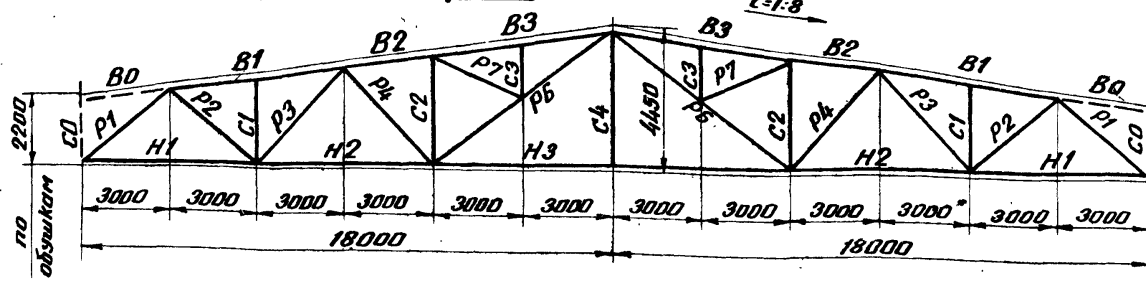 i=1:8
B0 B1 B2 B3 B3 B2 B1 B0
2200 C0 P1 P2 C1 P3 P4 C2 P7 C3 P6 C4 4450 C3 P7 P6 C2 P4 P3 C1 P2 P1 C0
H1 H2 H3 H2 H1
3000 3000 3000 3000 3000 3000 3000 3000 3000 3000* 3000 3000
18000 18000
по
обушкам